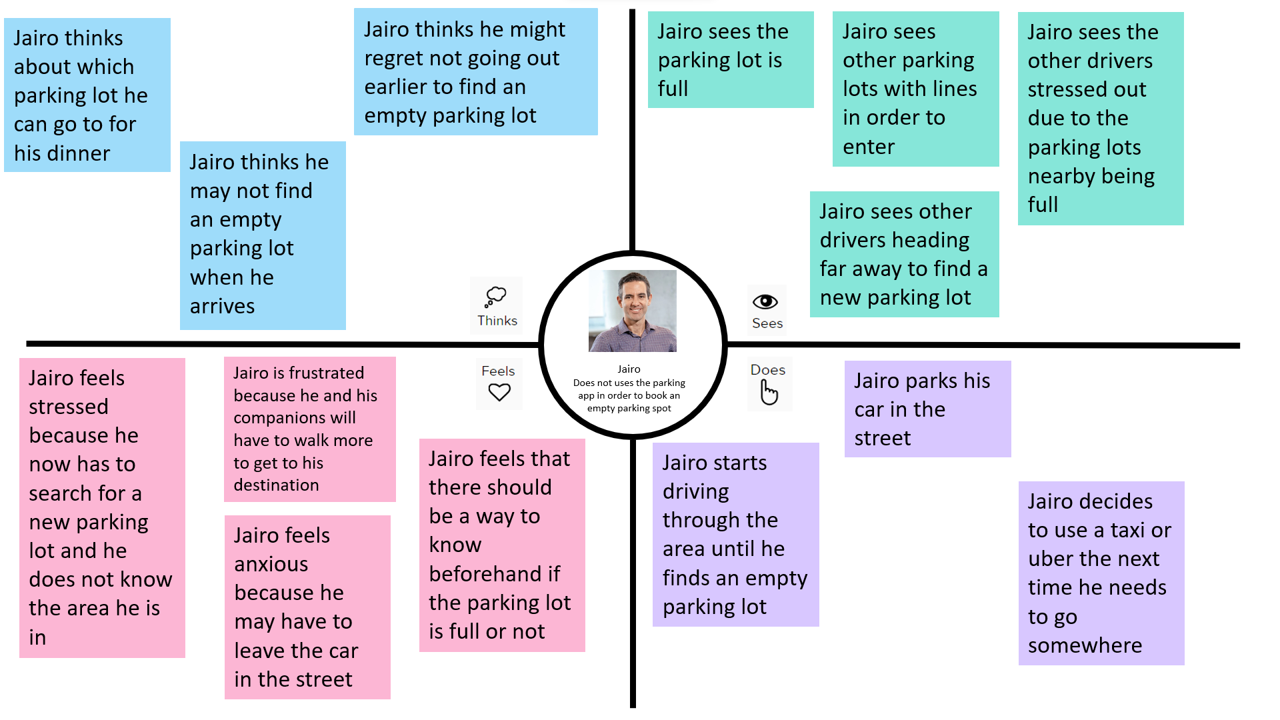 Jairo thinks
about which
parking lot he
can go to for
his dinner
Jairo thinks he
may not find
an empty
parking lot
when he
arrives
Jairo thinks he might
regret not going out
earlier to find an
empty parking lot
Thinks
Jairo sees the
parking lot is
full
Jairo sees
other parking
lots with lines
in order to
enter
Jairo sees the
other drivers
stressed out
due to the
parking lots
nearby being
full
Jairo sees other
drivers heading
far away to find a
new parking lot
Sees
Jairo
Does not uses the parking
app in order to book an
empty parking spot
Jairo feels
stressed
because he
now has to
search for a
new parking
lot and he
does not know
the area he is
in
Jairo is frustrated
because he and his
companions will
have to walk more
to get to his
destination
Jairo feels
anxious
because he
may have to
leave the car
in the street
Feels
Jairo feels that
there should
be a way to
know
beforehand if
the parking lot
is full or not
Does
Jairo starts
driving
through the
area until he
finds an empty
parking lot
Jairo parks his
car in the
street
Jairo decides
to use a taxi or
uber the next
time he needs
to go
somewhere